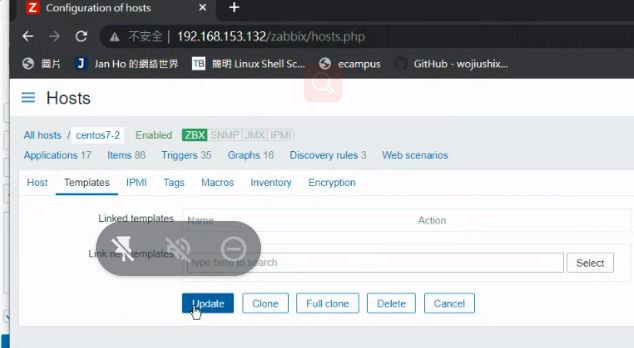 Z Configuration of hosts
不安全 | 192.168.153.132/zabbix/hosts.php
圖片 J Jan Ho 的網絡世界 TB 簡明 Linux Shell Sc... ecampus GitHub - wojiushix...
Hosts
All hosts / centos7-2 Enabled ZBX SNMP JMX IPMI
Applications 17 Items 86 Triggers 35 Graphs 16 Discovery rules 3 Web scenarios
Host Templates IPMI Tags Macros Inventory Encryption
Linked templates Name Action
Link new templates type here to search Select
Update Clone Full clone Delete Cancel